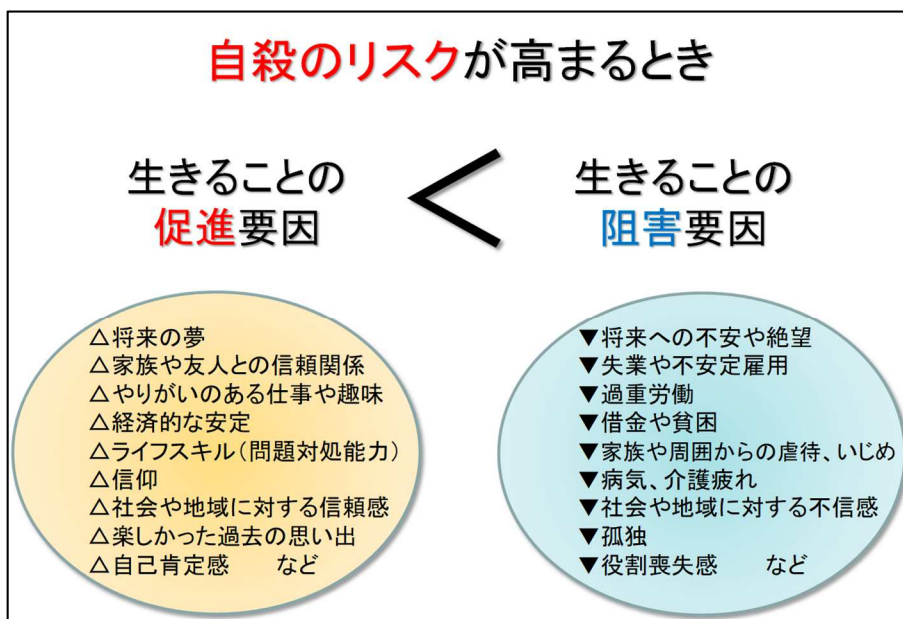 自殺のリスクが高まるとき
生きることの
促進要因
<
生きることの
阻害要因
△将来の夢
△家族や友人との信頼関係
△やりがいのある仕事や趣味
△経済的な安定
△ライフスキル(問題対処能力)
△信仰
△社会や地域に対する信頼感
△楽しかった過去の思い出
△自己肯定感 など
▼将来への不安や絶望
▼失業や不安定雇用
▼過重労働
▼借金や貧困
▼家族や周囲からの虐待、いじめ
▼病気、介護疲れ
▼社会や地域に対する不信感
▼孤独
▼役割喪失感 など